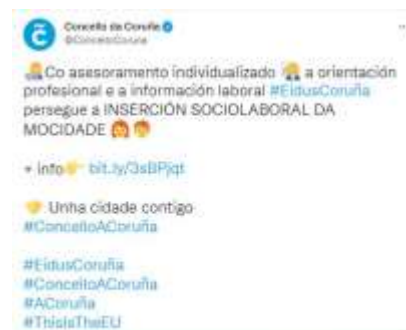 Concello da Coruña
@ConcelloCoruna
Co asesoramento individualizado a orientación
profesional e a información laboral #EidusCoruña
persegue a INSERCIÓN SOCIOLABORAL DA
MOCIDADE
+ info bit.ly/3sBPjqt
Unha cidade contigo
#ConcelloACoruña
#EidusCoruña
#ConcelloACoruña
#ACoruña
#ThisIsTheEU